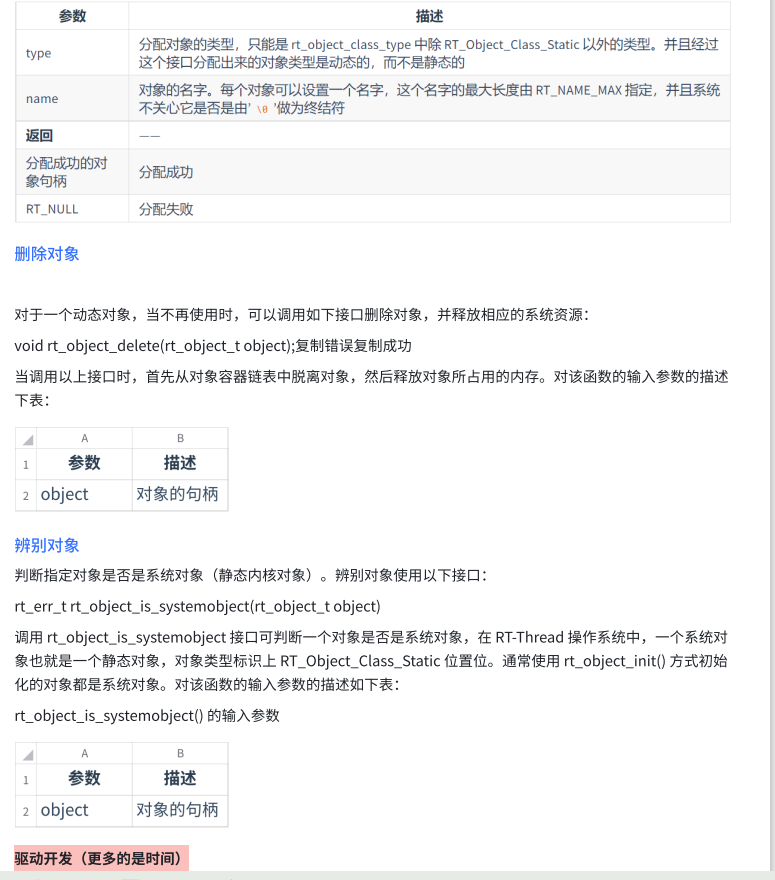 参数 描述
type 分配对象的类型，只能是 rt_object_class_type 中除 RT_Object_Class_Static 以外的类型。并且经过
这个接口分配出来的对象类型是动态的，而不是静态的
name 对象的名字。每个对象可以设置一个名字，这个名字的最大长度由 RT_NAME_MAX 指定，并且系统
不关心它是否是由' \0 '做为终结符
返回 ——
分配成功的对
象句柄 分配成功
RT_NULL 分配失败
删除对象
对于一个动态对象，当不再使用时，可以调用如下接口删除对象，并释放相应的系统资源：
void rt_object_delete(rt_object_t object);复制错误复制成功
当调用以上接口时，首先从对象容器链表中脱离对象，然后释放对象所占用的内存。对该函数的输入参数的描述
下表：
A B
1 参数 描述
2 object 对象的句柄
辨别对象
判断指定对象是否是系统对象（静态内核对象）。辨别对象使用以下接口：
rt_err_t rt_object_is_systemobject(rt_object_t object)
调用 rt_object_is_systemobject 接口可判断一个对象是否是系统对象，在 RT-Thread 操作系统中，一个系统对
象也就是一个静态对象，对象类型标识上 RT_Object_Class_Static 位置位。通常使用 rt_object_init() 方式初始
化的对象都是系统对象。对该函数的输入参数的描述如下表：
rt_object_is_systemobject() 的输入参数
A B
1 参数 描述
2 object 对象的句柄
驱动开发（更多的是时间）